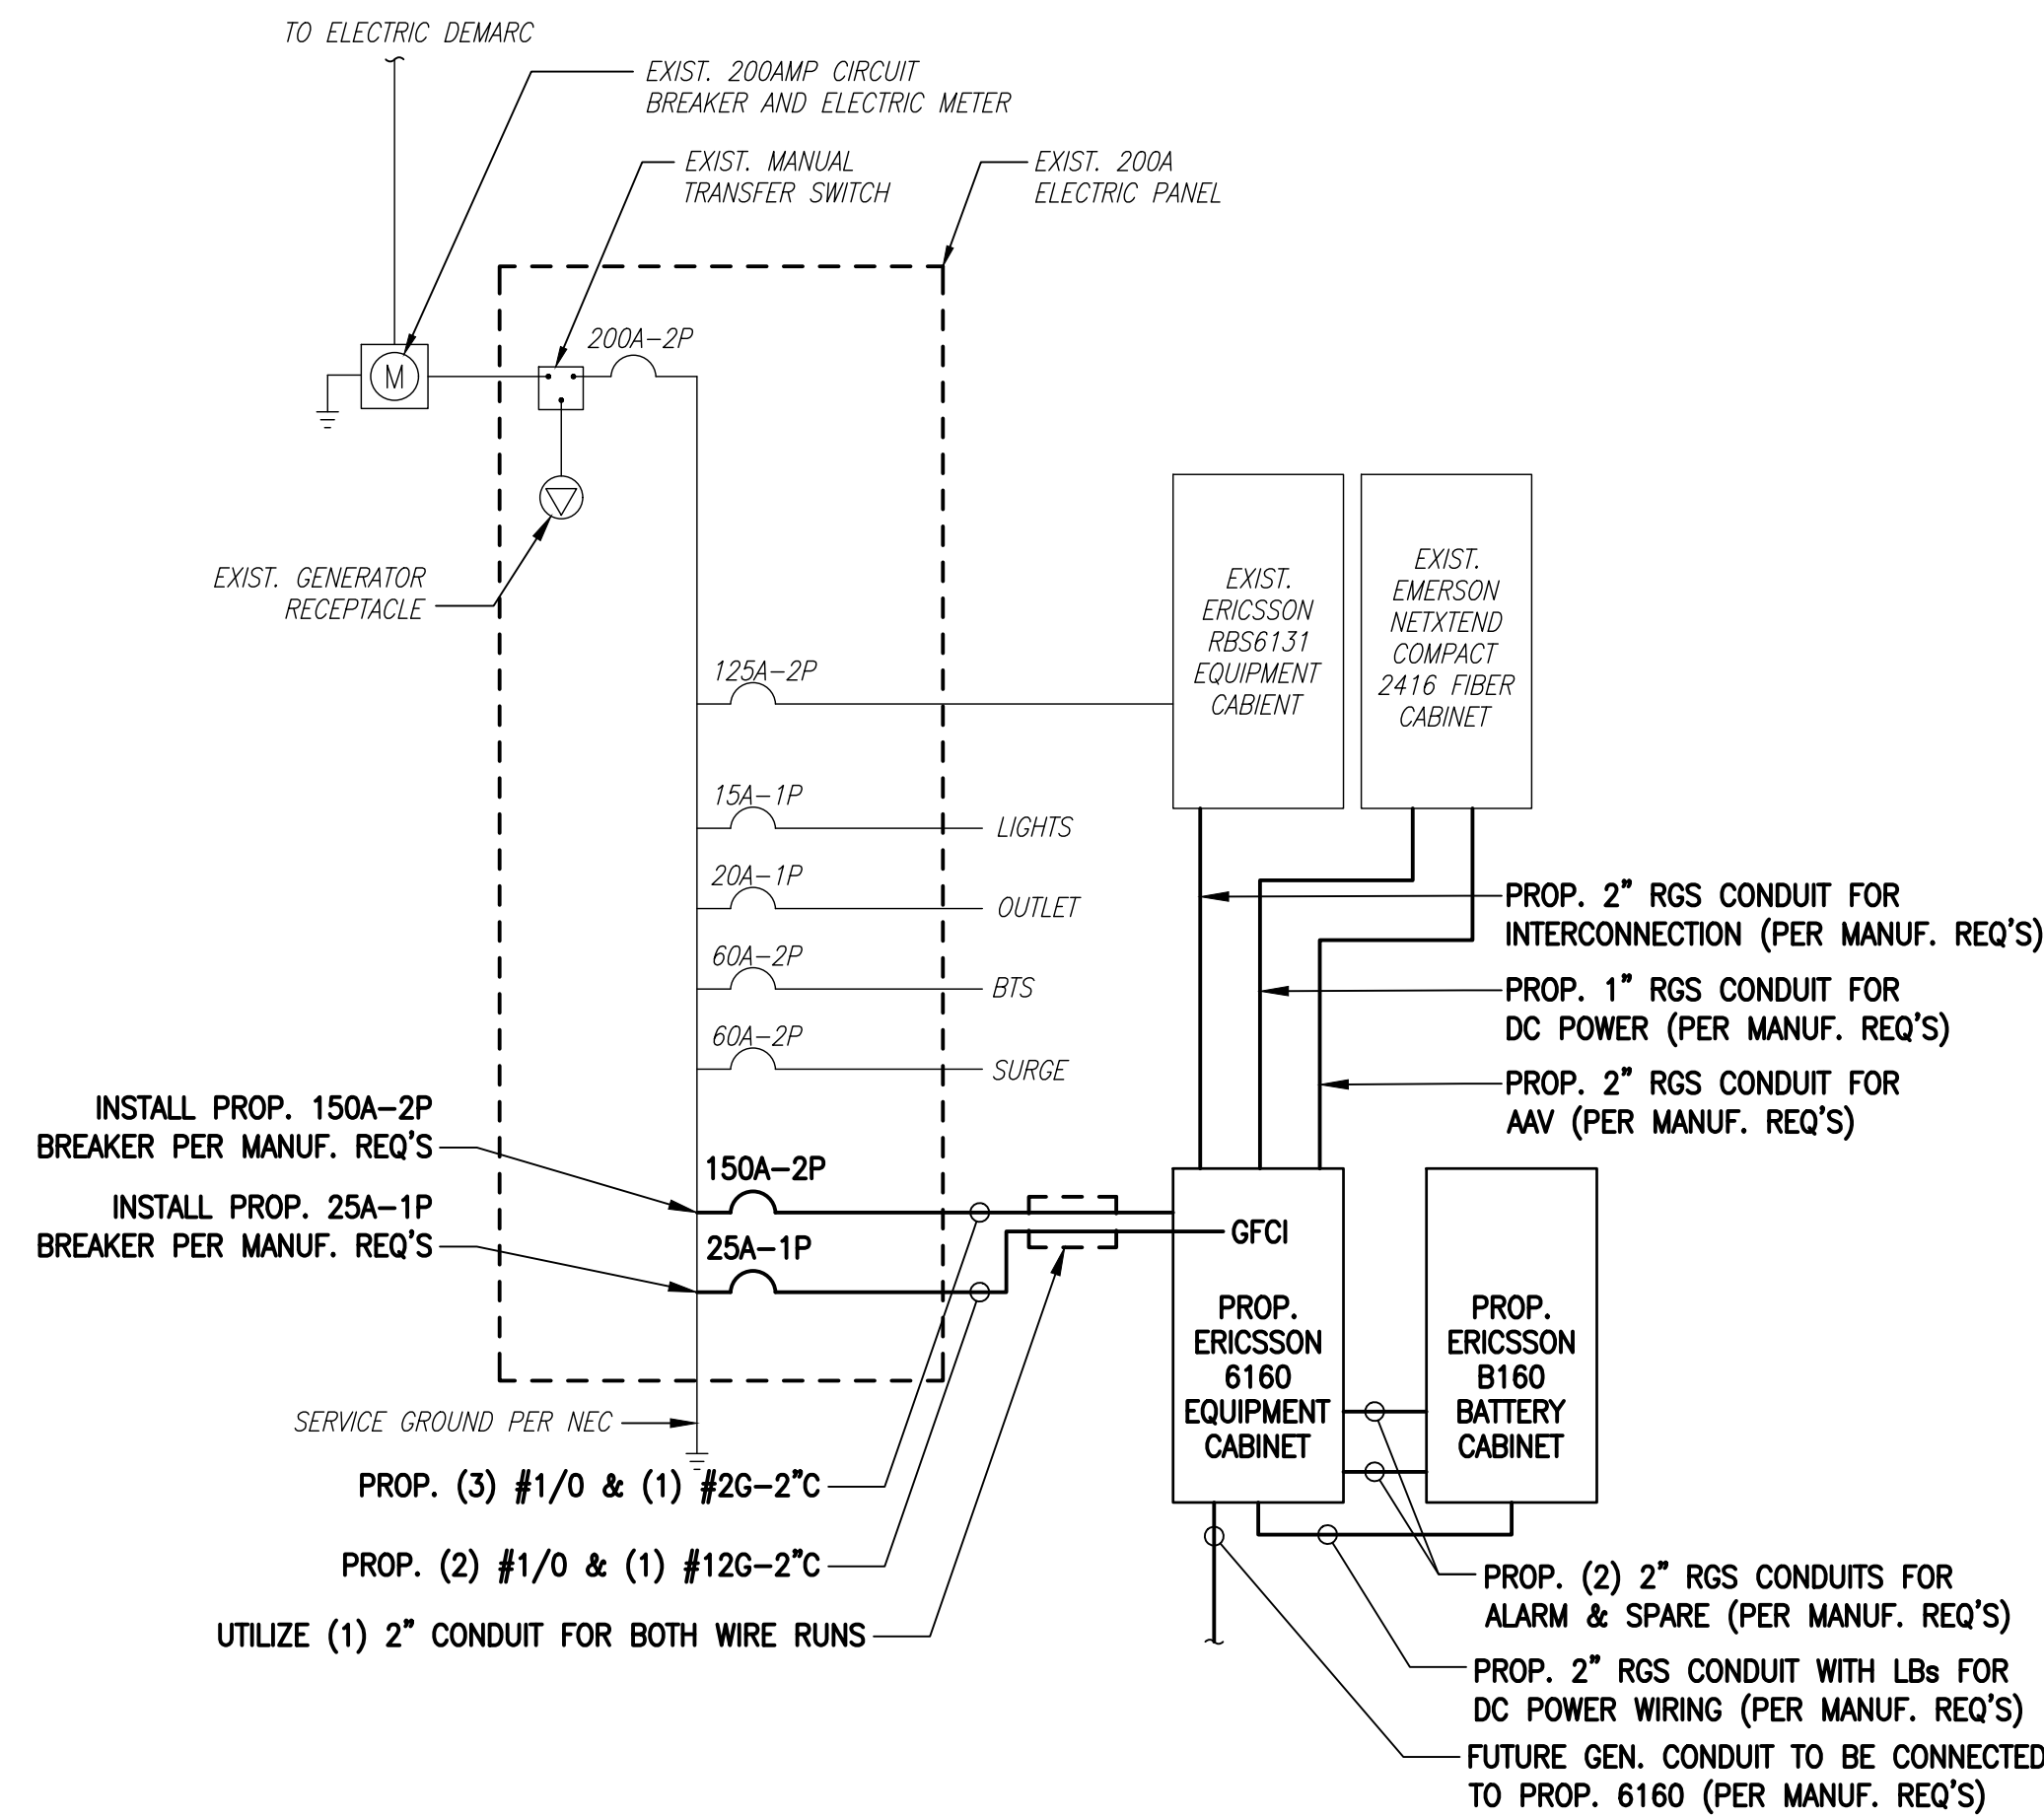 TO ELECTRIC DEMARC
EXIST. 200AMP CIRCUIT
BREAKER AND ELECTRIC METER
EXIST. MANUAL
TRANSFER SWITCH
EXIST. 200A
ELECTRIC PANEL
200A-2P
M
EXIST. GENERATOR
RECEPTACLE
EXIST.
ERICSSON
RBS6131
EQUIPMENT
CABIENT
EXIST.
EMERSON
NETXTEND
COMPACT
2416 FIBER
CABINET
125A-2P
15A-1P
LIGHTS
20A-1P
OUTLET
60A-2P
BTS
60A-2P
SURGE
PROP. 2" RGS CONDUIT FOR
INTERCONNECTION (PER MANUF. REQ'S)
PROP. 1" RGS CONDUIT FOR
DC POWER (PER MANUF. REQ'S)
PROP. 2" RGS CONDUIT FOR
AAV (PER MANUF. REQ'S)
INSTALL PROP. 150A-2P
BREAKER PER MANUF. REQ'S
150A-2P
INSTALL PROP. 25A-1P
BREAKER PER MANUF. REQ'S
25A-1P
GFCI
PROP.
ERICSSON
6160
EQUIPMENT
CABINET
PROP.
ERICSSON
B160
BATTERY
CABINET
SERVICE GROUND PER NEC
PROP. (3) #1/0 & (1) #2G-2"C
PROP. (2) #1/0 & (1) #12G-2"C
UTILIZE (1) 2" CONDUIT FOR BOTH WIRE RUNS
PROP. (2) 2" RGS CONDUITS FOR
ALARM & SPARE (PER MANUF. REQ'S)
PROP. 2" RGS CONDUIT WITH LBs FOR
DC POWER WIRING (PER MANUF. REQ'S)
FUTURE GEN. CONDUIT TO BE CONNECTED
TO PROP. 6160 (PER MANUF. REQ'S)